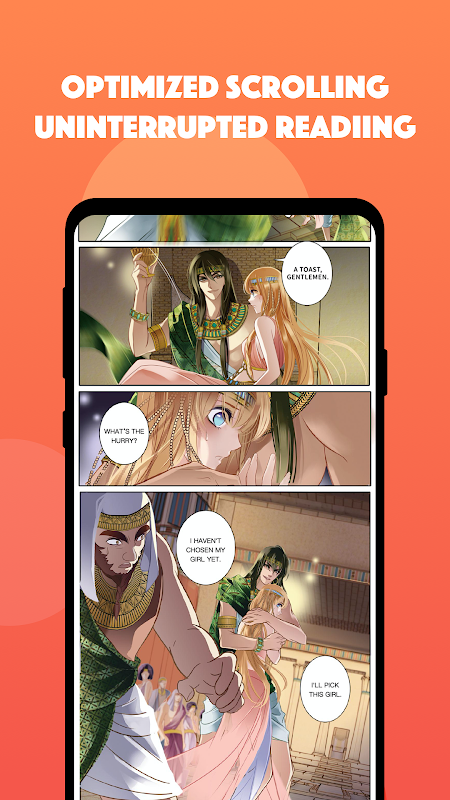 OPTIMIZED SCROLLING
UNINTERRUPTED READIING
A TOAST,
GENTLEMEN.
WHAT'S THE
HURRY?
I HAVEN'T
CHOSEN MY
GIRL YET.
I'LL PICK
THIS GIRL.